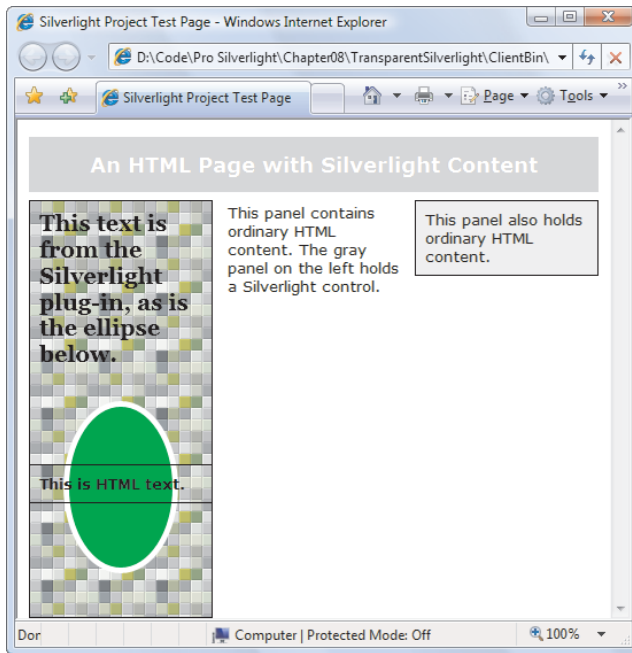 Silverlight Project Test Page - Windows Internet Explorer
D:\Code\Pro Silverlight\Chapter08\TransparentSilverlight\ClientBin\
Silverlight Project Test Page
Page
Tools
An HTML Page with Silverlight Content
This text is
from the
Silverlight
plug-in, as is
the ellipse
below.
This is HTML text.
This panel contains
ordinary HTML
content. The gray
panel on the left holds
a Silverlight control.
This panel also holds
ordinary HTML
content.
Dor
Computer | Protected Mode: Off
100%